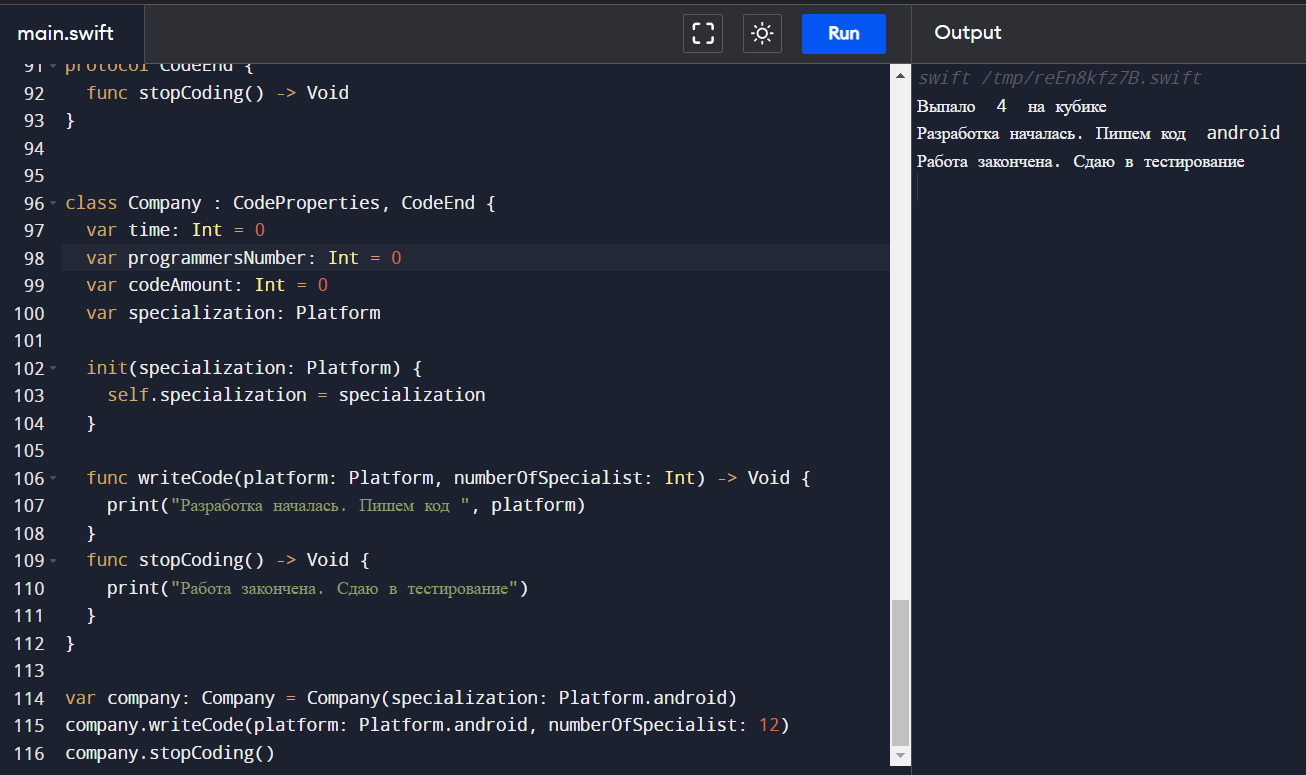 main.swift
Run
Output
91 protocol CodeEnd {
92 func stopCoding() -> Void
93 }
94
95
96 class Company : CodeProperties, CodeEnd {
97 var time: Int = 0
98 var programmersNumber: Int = 0
99 var codeAmount: Int = 0
100 var specialization: Platform
101
102 init(specialization: Platform) {
103 self.specialization = specialization
104 }
105
106 func writeCode(platform: Platform, numberOfSpecialist: Int) -> Void {
107 print("Разработка началась. Пишем код ", platform)
108 }
109 func stopCoding() -> Void {
110 print("Работа закончена. Сдаю в тестирование")
111 }
112 }
113
114 var company: Company = Company(specialization: Platform.android)
115 company.writeCode(platform: Platform.android, numberOfSpecialist: 12)
116 company.stopCoding()
swift /tmp/reEn8kfz7B.swift
Выпало 4 на кубике
Разработка началась. Пишем код android
Работа закончена. Сдаю в тестирование